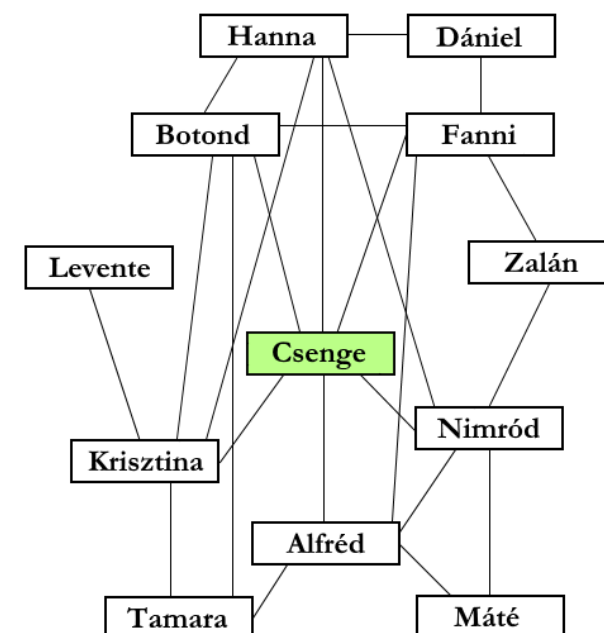 Hanna
Dániel
Botond
Fanni
Levente
Zalán
Csenge
Nimród
Krisztina
Alfréd
Tamara
Máté